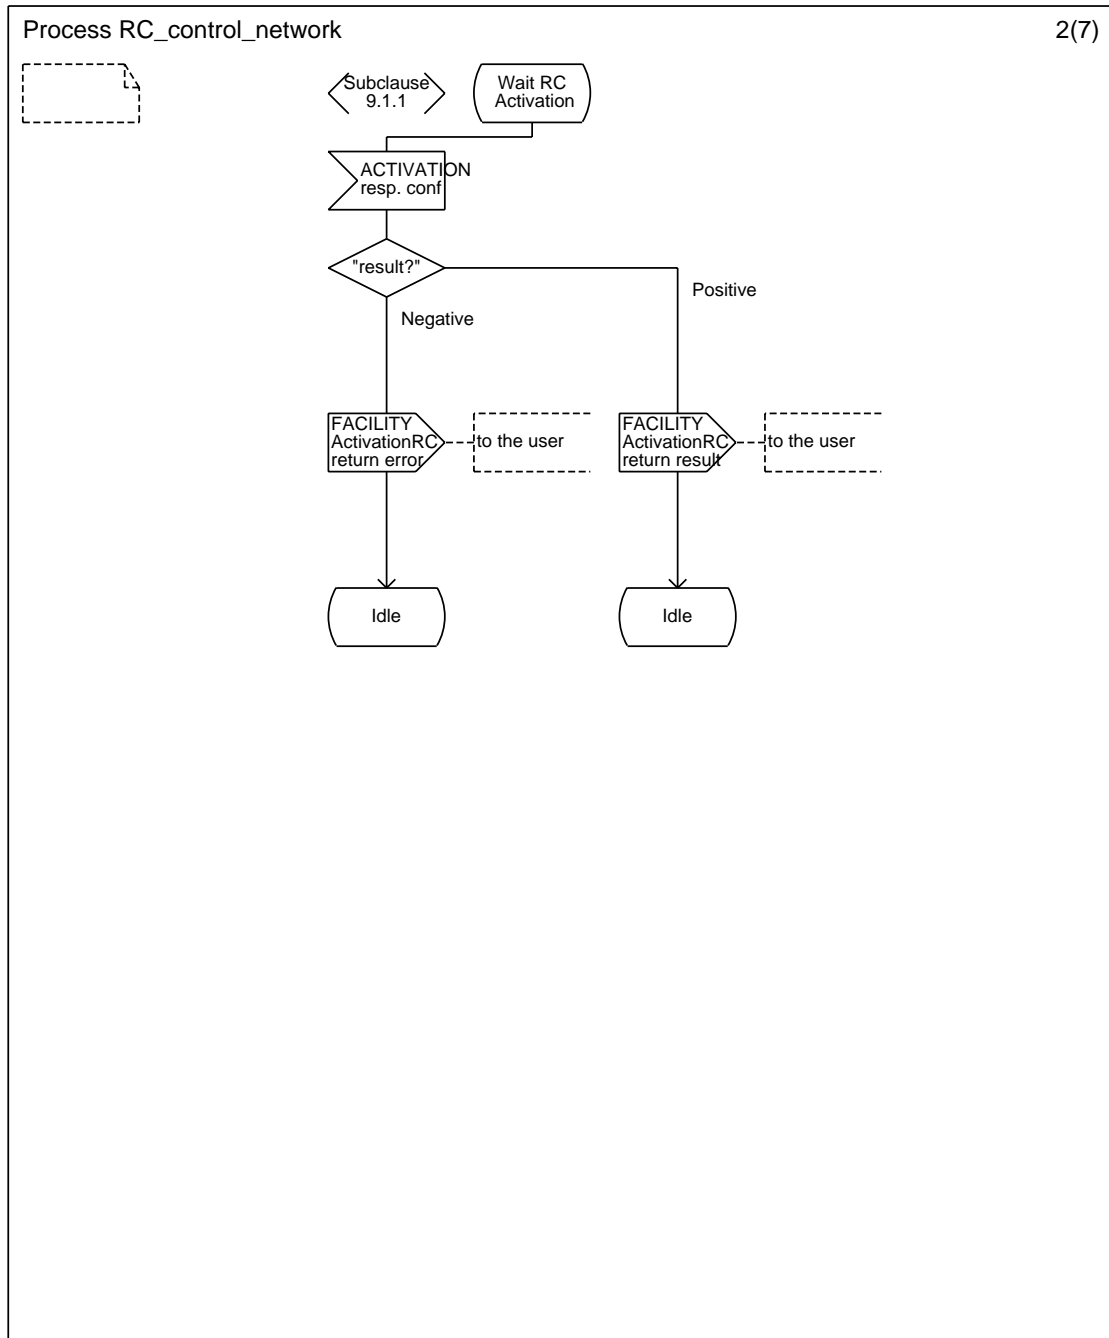 Process RC_control_network
2(7)
Subclause
9.1.1
Wait RC
Activation
ACTIVATION
resp. conf
"result?"
Positive
Negative
FACILITY
ActivationRC
return error
to the user
FACILITY
ActivationRC
return result
to the user
Idle
Idle